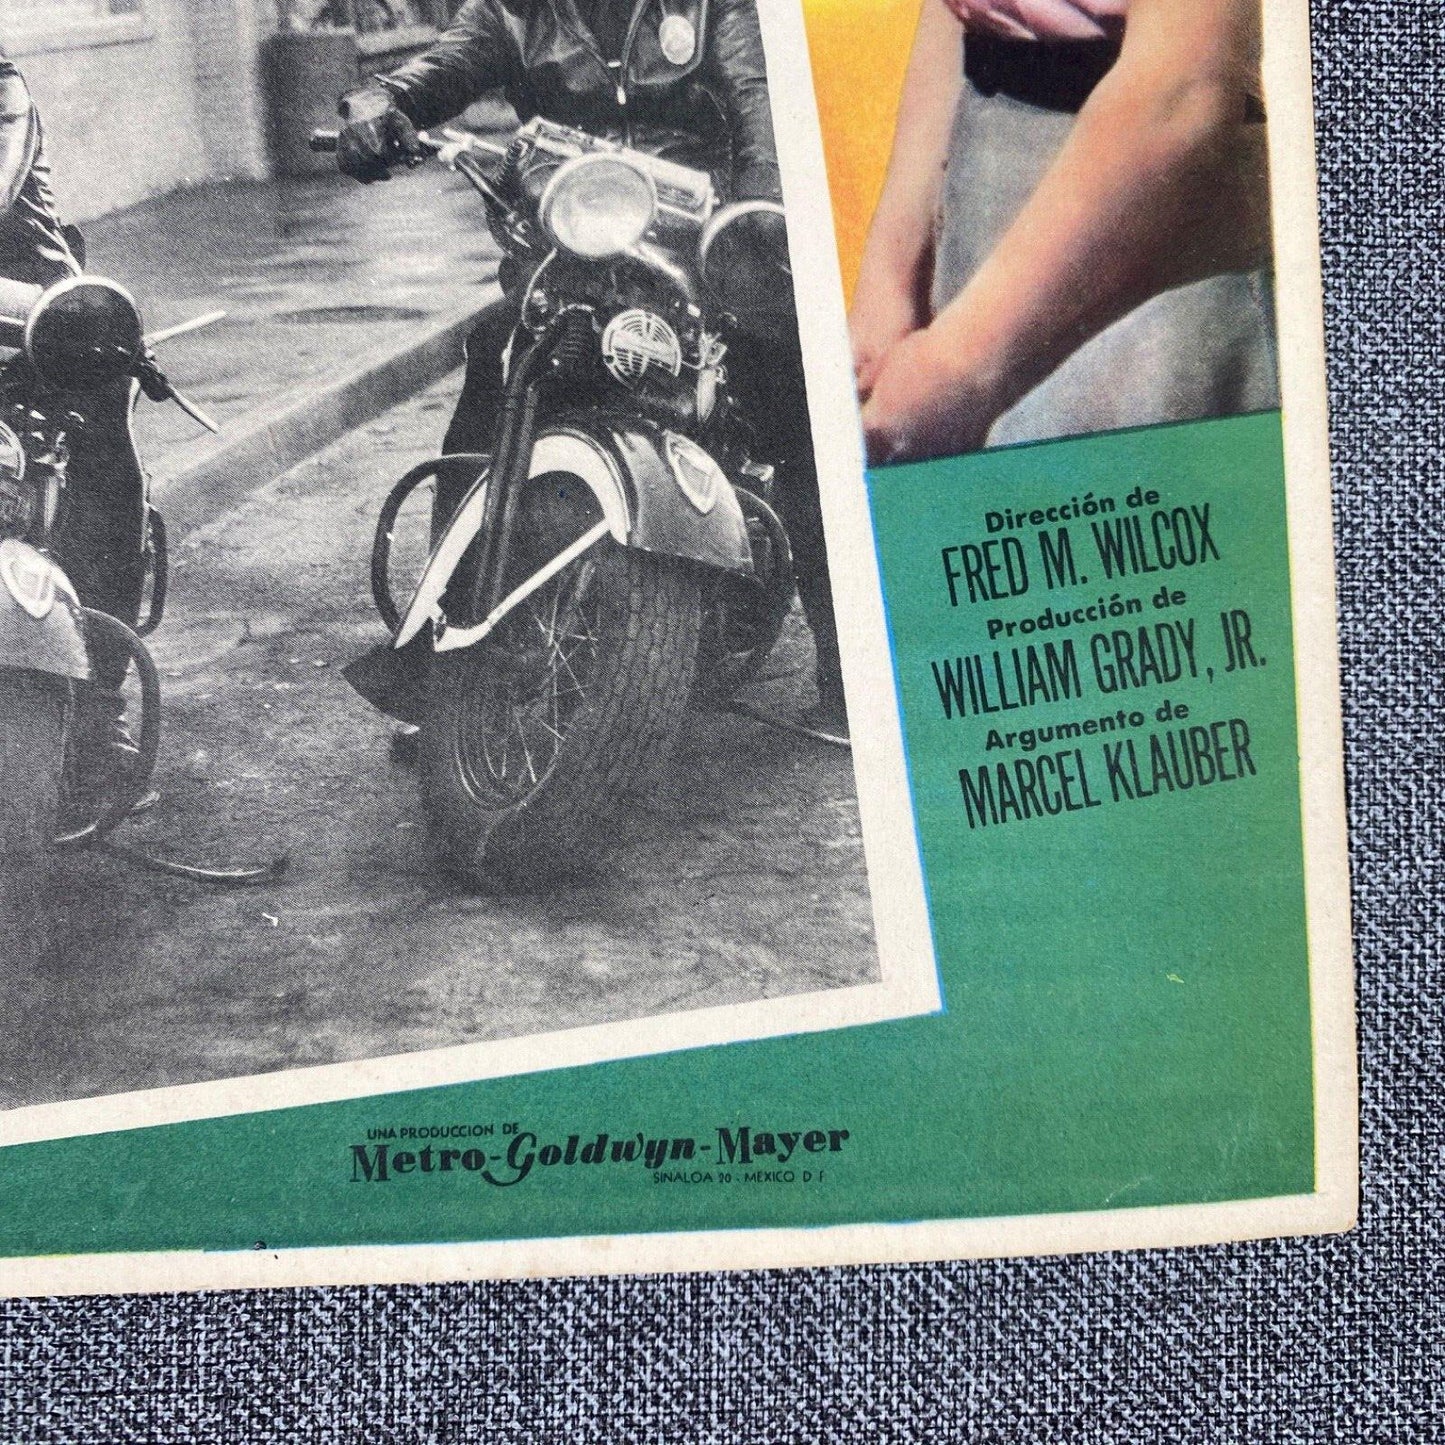 Dirección de
FRED M. WILCOX
Producción de
WILLIAM GRADY, JR.
Argumento de
MARCEL KLAUBER
UNA PRODUCCION DE
Metro-Goldwyn-Mayer
SINALOA 20 - MEXICO D F